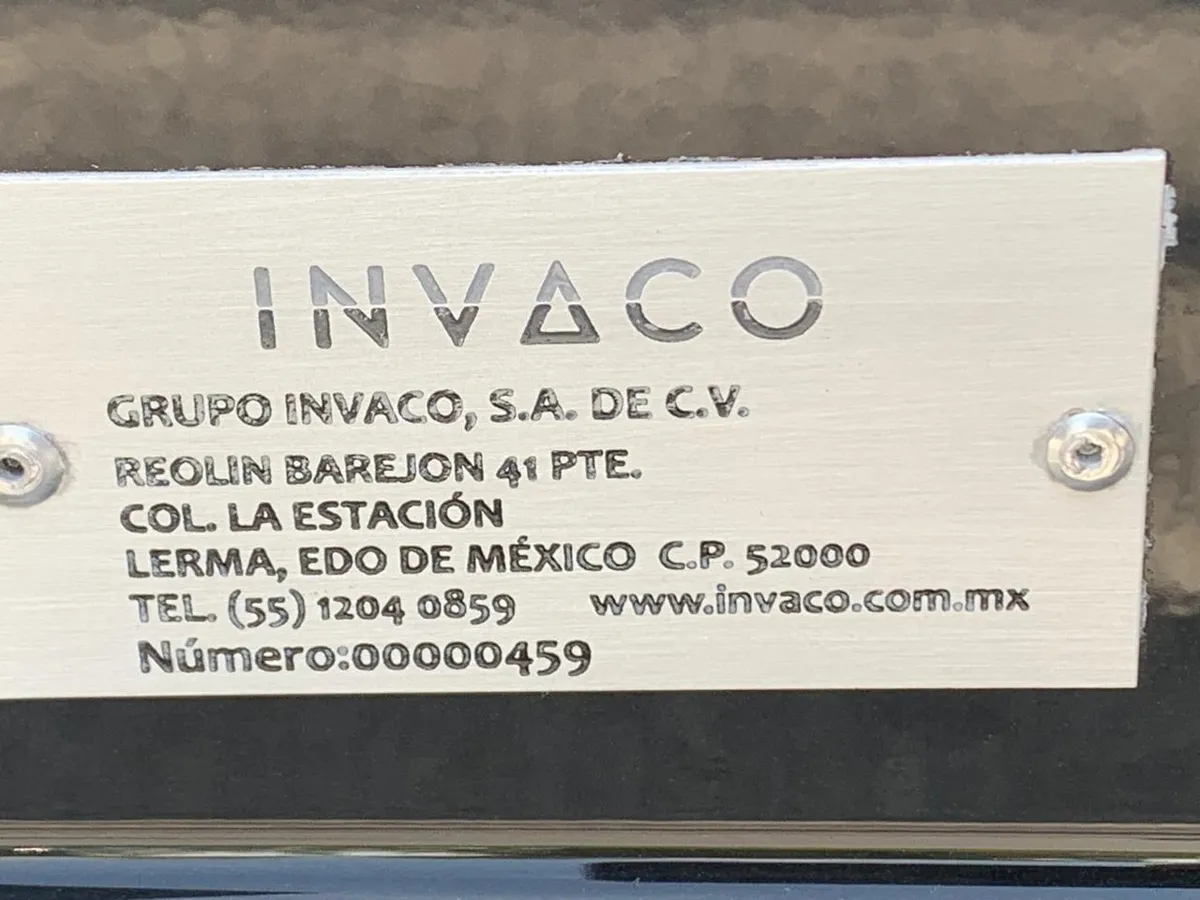 INVACO
GRUPO INVACO, S.A. DE C.V.
REOLIN BAREJON 41 PTE.
COL. LA ESTACIÓN
LERMA, EDO DE MÉXICO C.P. 52000
TEL. (55) 1204 0859 www.invaco.com.mx
Número:00000459